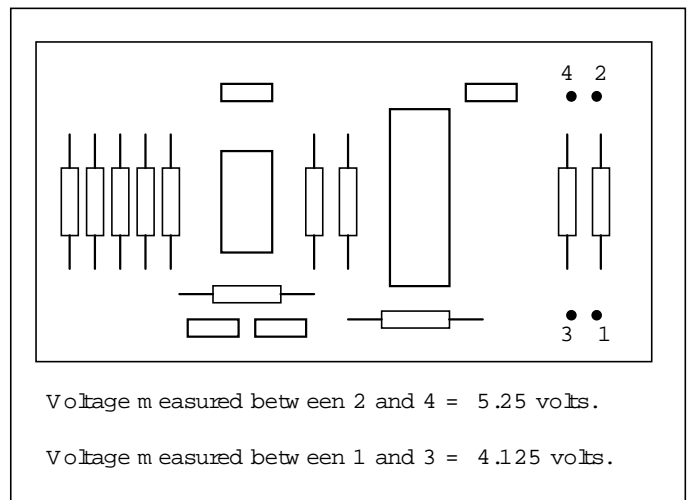 4 2
3 1
Voltage measured between 2 and 4 = 5.25 volts.
Voltage measured between 1 and 3 = 4.125 volts.